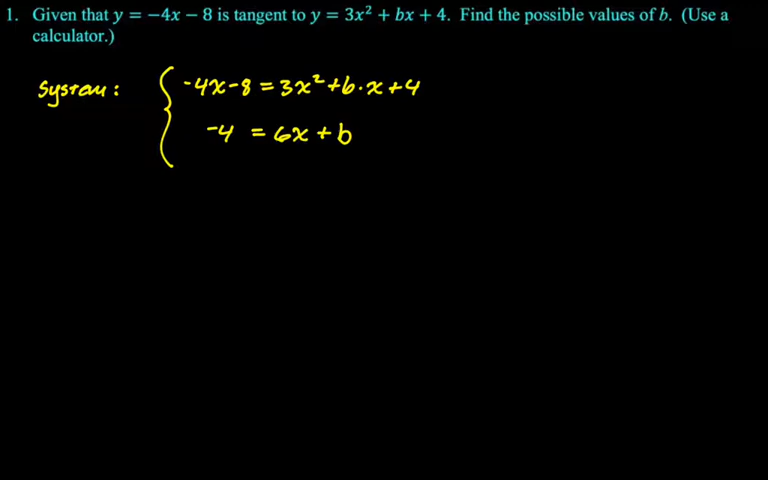 1. Given that y = −4x − 8 is tangent to y = 3x² + bx + 4. Find the possible values of b. (Use a
calculator.)
System: { -4x-8 = 3x² + b·x + 4
-4 = 6x + b